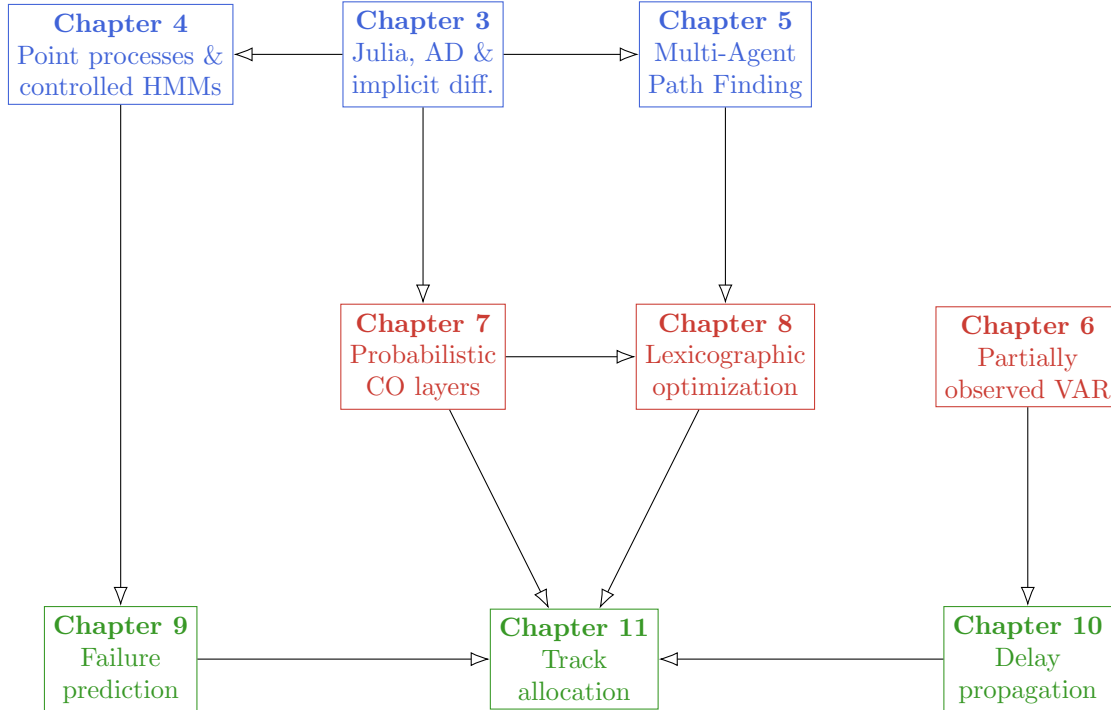 Chapter 4
Point processes &
controlled HMMs
Chapter 3
Julia, AD &
implicit diff.
Chapter 5
Multi-Agent
Path Finding
Chapter 7
Probabilistic
CO layers
Chapter 8
Lexicographic
optimization
Chapter 6
Partially
observed VAR
Chapter 9
Failure
prediction
Chapter 11
Track
allocation
Chapter 10
Delay
propagation